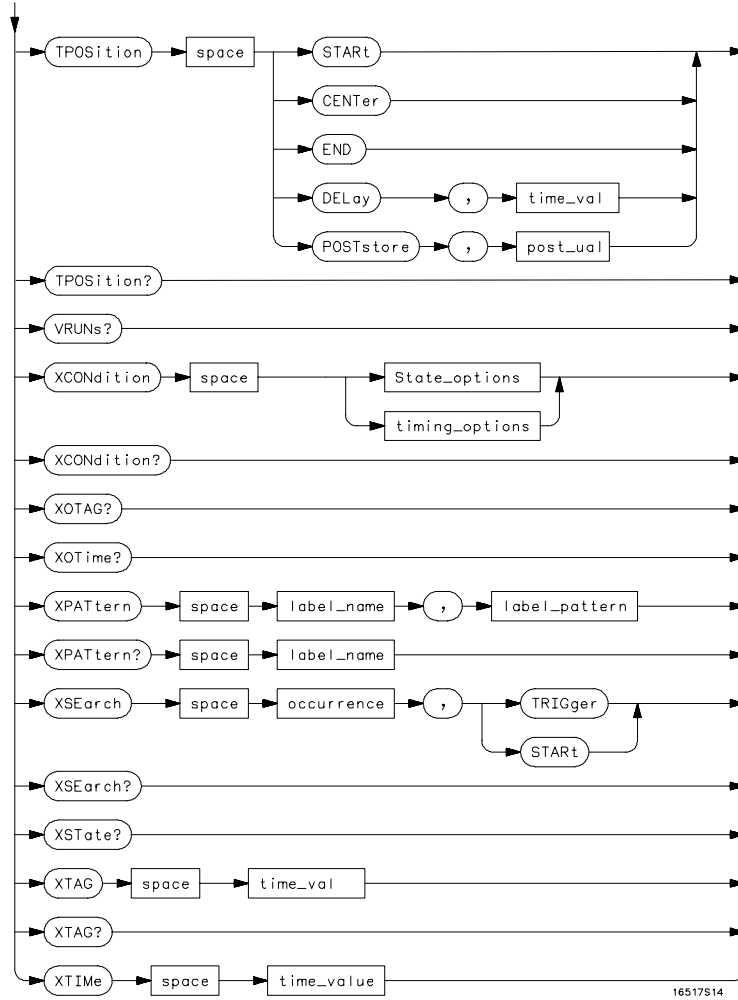 TPOSition space STARt
CENTer
END
DELay , time_val
POSTstore , post_ual
TPOSition?
VRUNs?
XCONdition space State_options
timing_options
XCONdition?
XOTAG?
XOTime?
XPATtern space label_name , label_pattern
XPATtern? space label_name
XSEarch space occurrence , TRIGger
STARt
XSEarch?
XSTate?
XTAG space time_val
XTAG?
XTIMe space time_value
16517S14